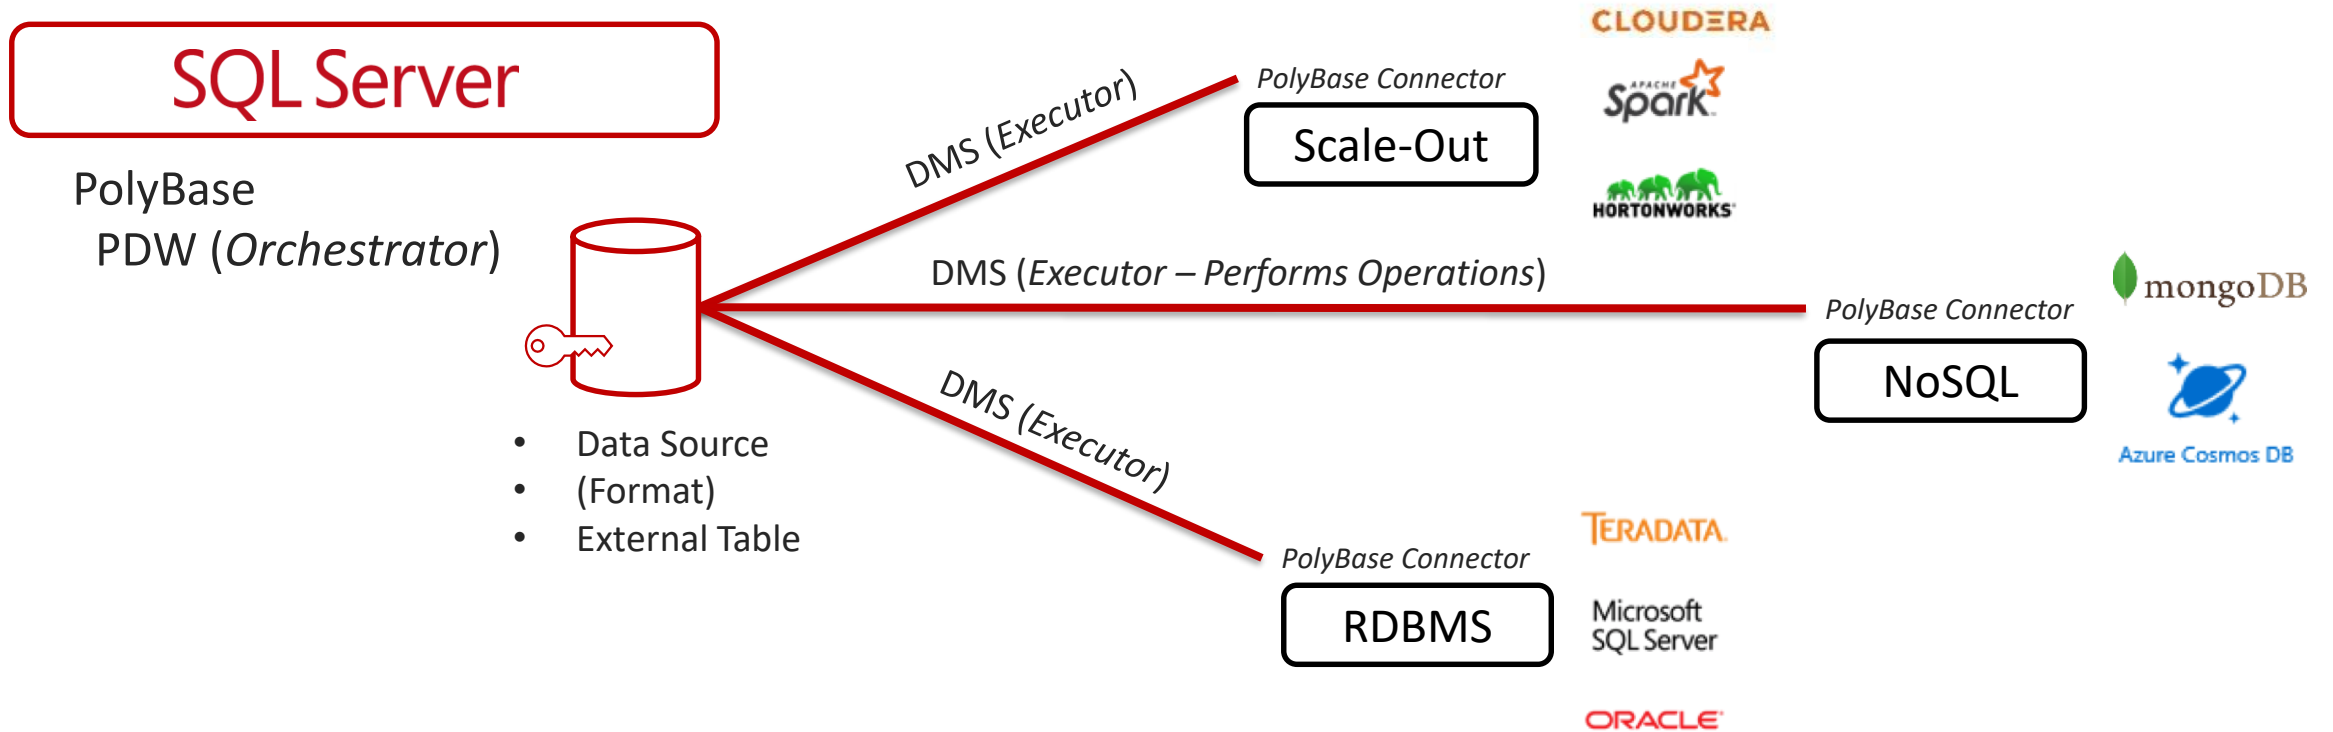 SQL Server
PolyBase
PDW (Orchestrator)
• Data Source
• (Format)
• External Table
DMS (Executor)
PolyBase Connector
Scale-Out
CLOUDERA
APACHE
Spark
HORTONWORKS
DMS (Executor – Performs Operations)
PolyBase Connector
NoSQL
mongoDB
Azure Cosmos DB
DMS (Executor)
PolyBase Connector
RDBMS
TERADATA.
Microsoft
SQL Server
ORACLE